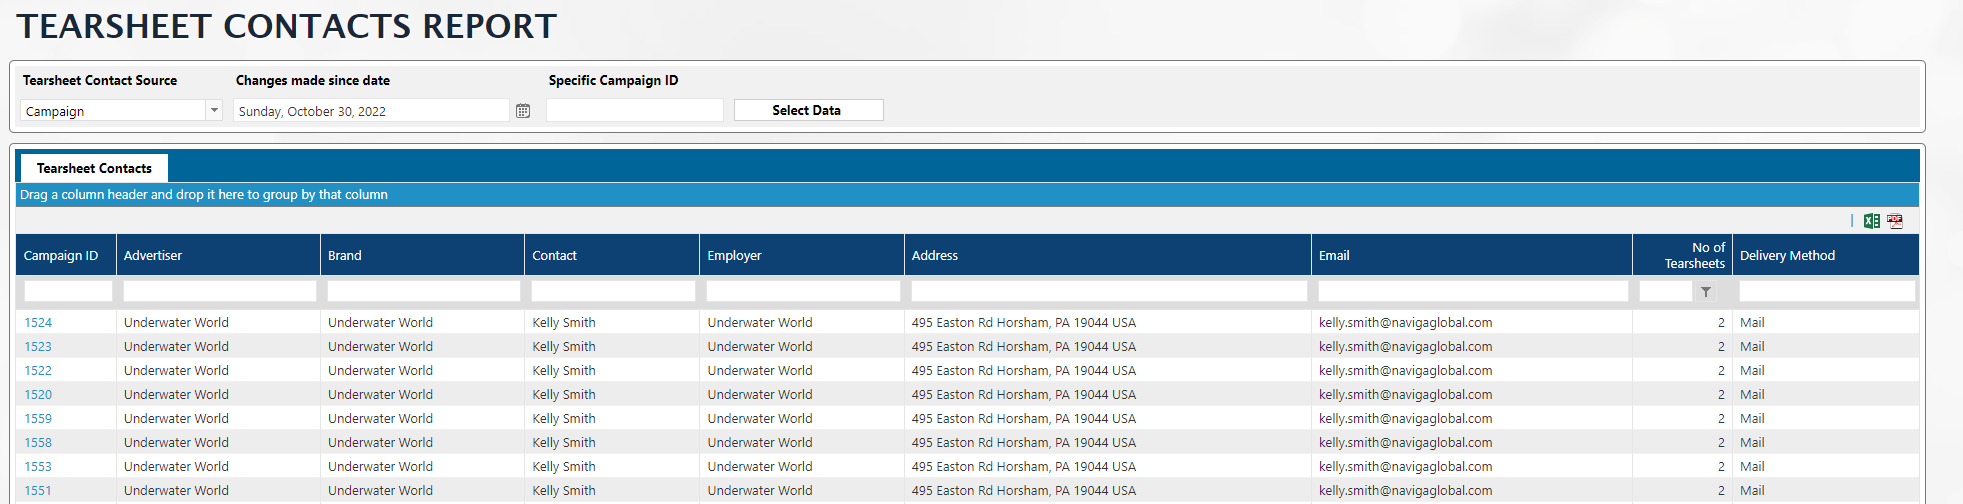 TEARSHEET CONTACTS REPORT
Tearsheet Contact Source Changes made since date Specific Campaign ID
Campaign Sunday, October 30, 2022 Select Data
Tearsheet Contacts
Drag a column header and drop it here to group by that column
PDF
Campaign ID Advertiser Brand Contact Employer Address Email No of Tearsheets Delivery Method
1524 Underwater World Underwater World Kelly Smith Underwater World 495 Easton Rd Horsham, PA 19044 USA kelly.smith@navigaglobal.com 2 Mail
1523 Underwater World Underwater World Kelly Smith Underwater World 495 Easton Rd Horsham, PA 19044 USA kelly.smith@navigaglobal.com 2 Mail
1522 Underwater World Underwater World Kelly Smith Underwater World 495 Easton Rd Horsham, PA 19044 USA kelly.smith@navigaglobal.com 2 Mail
1520 Underwater World Underwater World Kelly Smith Underwater World 495 Easton Rd Horsham, PA 19044 USA kelly.smith@navigaglobal.com 2 Mail
1559 Underwater World Underwater World Kelly Smith Underwater World 495 Easton Rd Horsham, PA 19044 USA kelly.smith@navigaglobal.com 2 Mail
1558 Underwater World Underwater World Kelly Smith Underwater World 495 Easton Rd Horsham, PA 19044 USA kelly.smith@navigaglobal.com 2 Mail
1553 Underwater World Underwater World Kelly Smith Underwater World 495 Easton Rd Horsham, PA 19044 USA kelly.smith@navigaglobal.com 2 Mail
1551 Underwater World Underwater World Kelly Smith Underwater World 495 Easton Rd Horsham, PA 19044 USA kelly.smith@navigaglobal.com 2 Mail